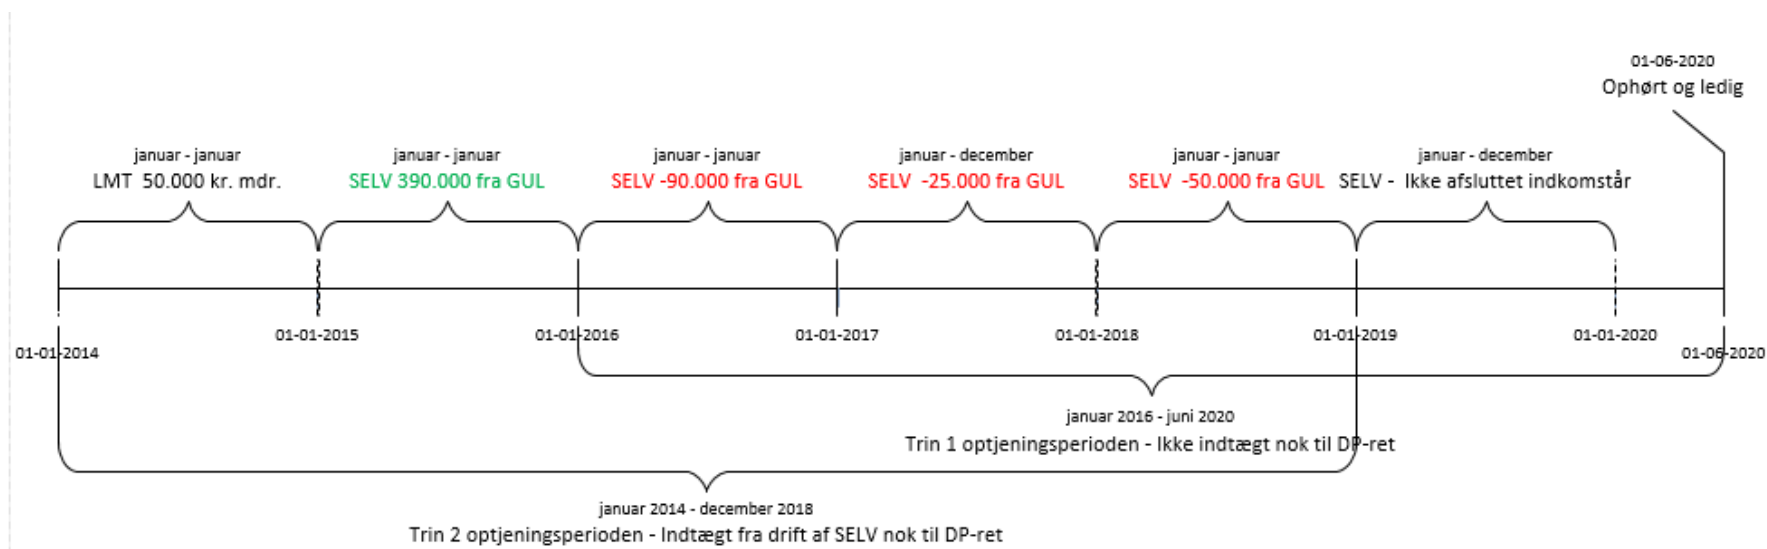 01-06-2020
Ophørt og ledig
januar - januar
LMT  50.000 kr. mdr.
januar - januar
SELV 390.000 fra GUL
januar - januar
SELV -90.000 fra GUL
januar - december
SELV  -25.000 fra GUL
januar - januar
SELV  -50.000 fra GUL
januar - december
SELV -  Ikke afsluttet indkomstår
01-01-2014
01-01-2015
01-01-2016
01-01-2017
01-01-2018
01-01-2019
01-01-2020
01-06-2020
januar 2016 - juni 2020
Trin 1 optjeningsperioden - Ikke indtægt nok til DP-ret
januar 2014 - december 2018
Trin 2 optjeningsperioden - Indtægt fra drift af SELV nok til DP-ret